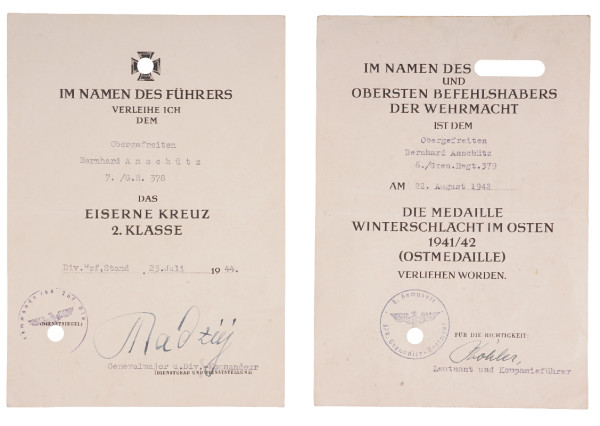 IM NAMEN DES FÜHRERS
VERLEIHE ICH
DEM
Obergefreiten
Bernhard Anschütz
7. /G.R. 378
DAS
EISERNE KREUZ
2. KLASSE
Div. Gef. Stand , 23. Juli 1944.
(DIENSTSIEGEL)
Generalmajor u. Div. Kommandeur
(DIENSTGRAD UND DIENSTSTELLUNG)
IM NAMEN DES
UND
OBERSTEN BEFEHLSHABERS
DER WEHRMACHT
IST DEM
Obergefreiten
Bernhard Anschütz
6./Gren.Regt.379
AM 22. August 1942
DIE MEDAILLE
WINTERSCHLACHT IM OSTEN
1941/42
(OSTMEDAILLE)
VERLIEHEN WORDEN.
FÜR DIE RICHTIGKEIT:
Köhler
Leutnant und Kompanieführer